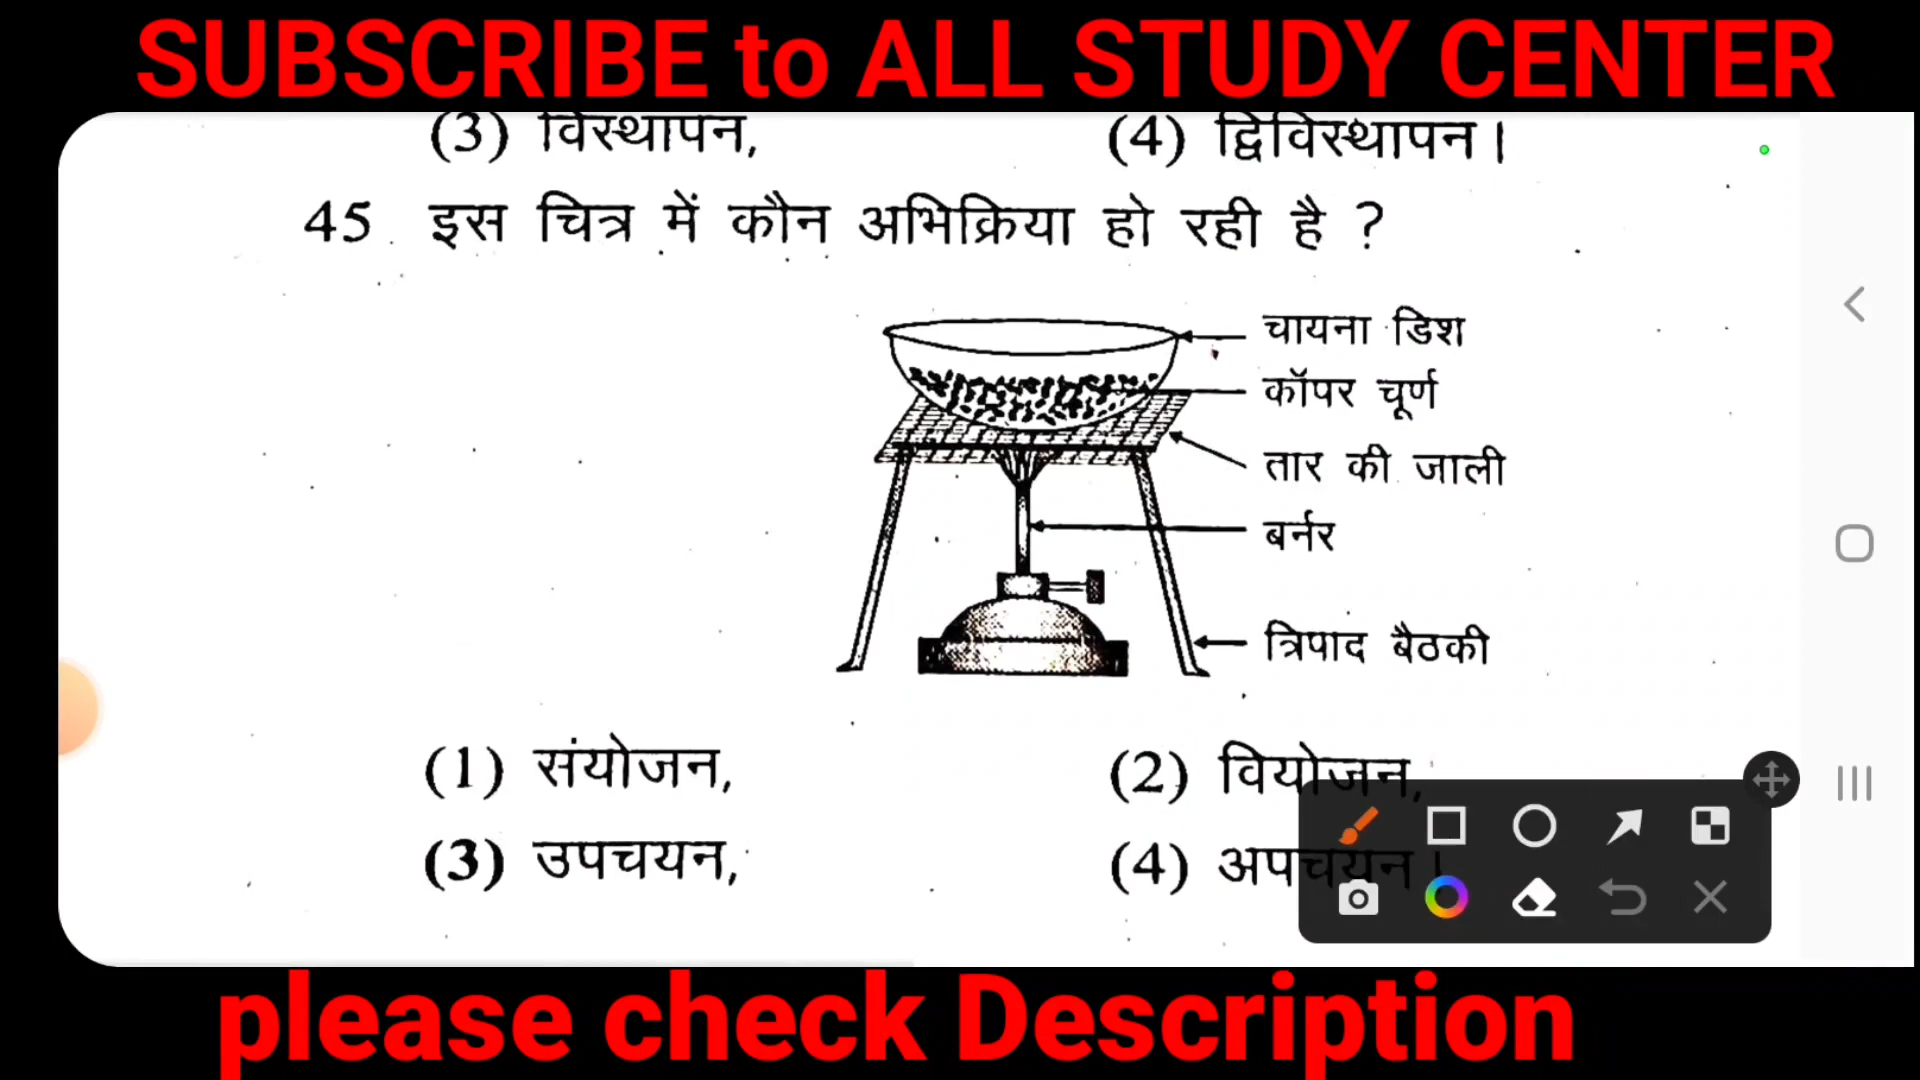 SUBSCRIBE to ALL STUDY CENTER
(3) विस्थापन, (4) द्विविस्थापन।
45. इस चित्र में कौन अभिक्रिया हो रही है ?
चायना डिश
कॉपर चूर्ण
तार की जाली
बर्नर
त्रिपाद बैठकी
(1) संयोजन, (2) वियोजन,
(3) उपचयन, (4) अपचयन।
please check Description